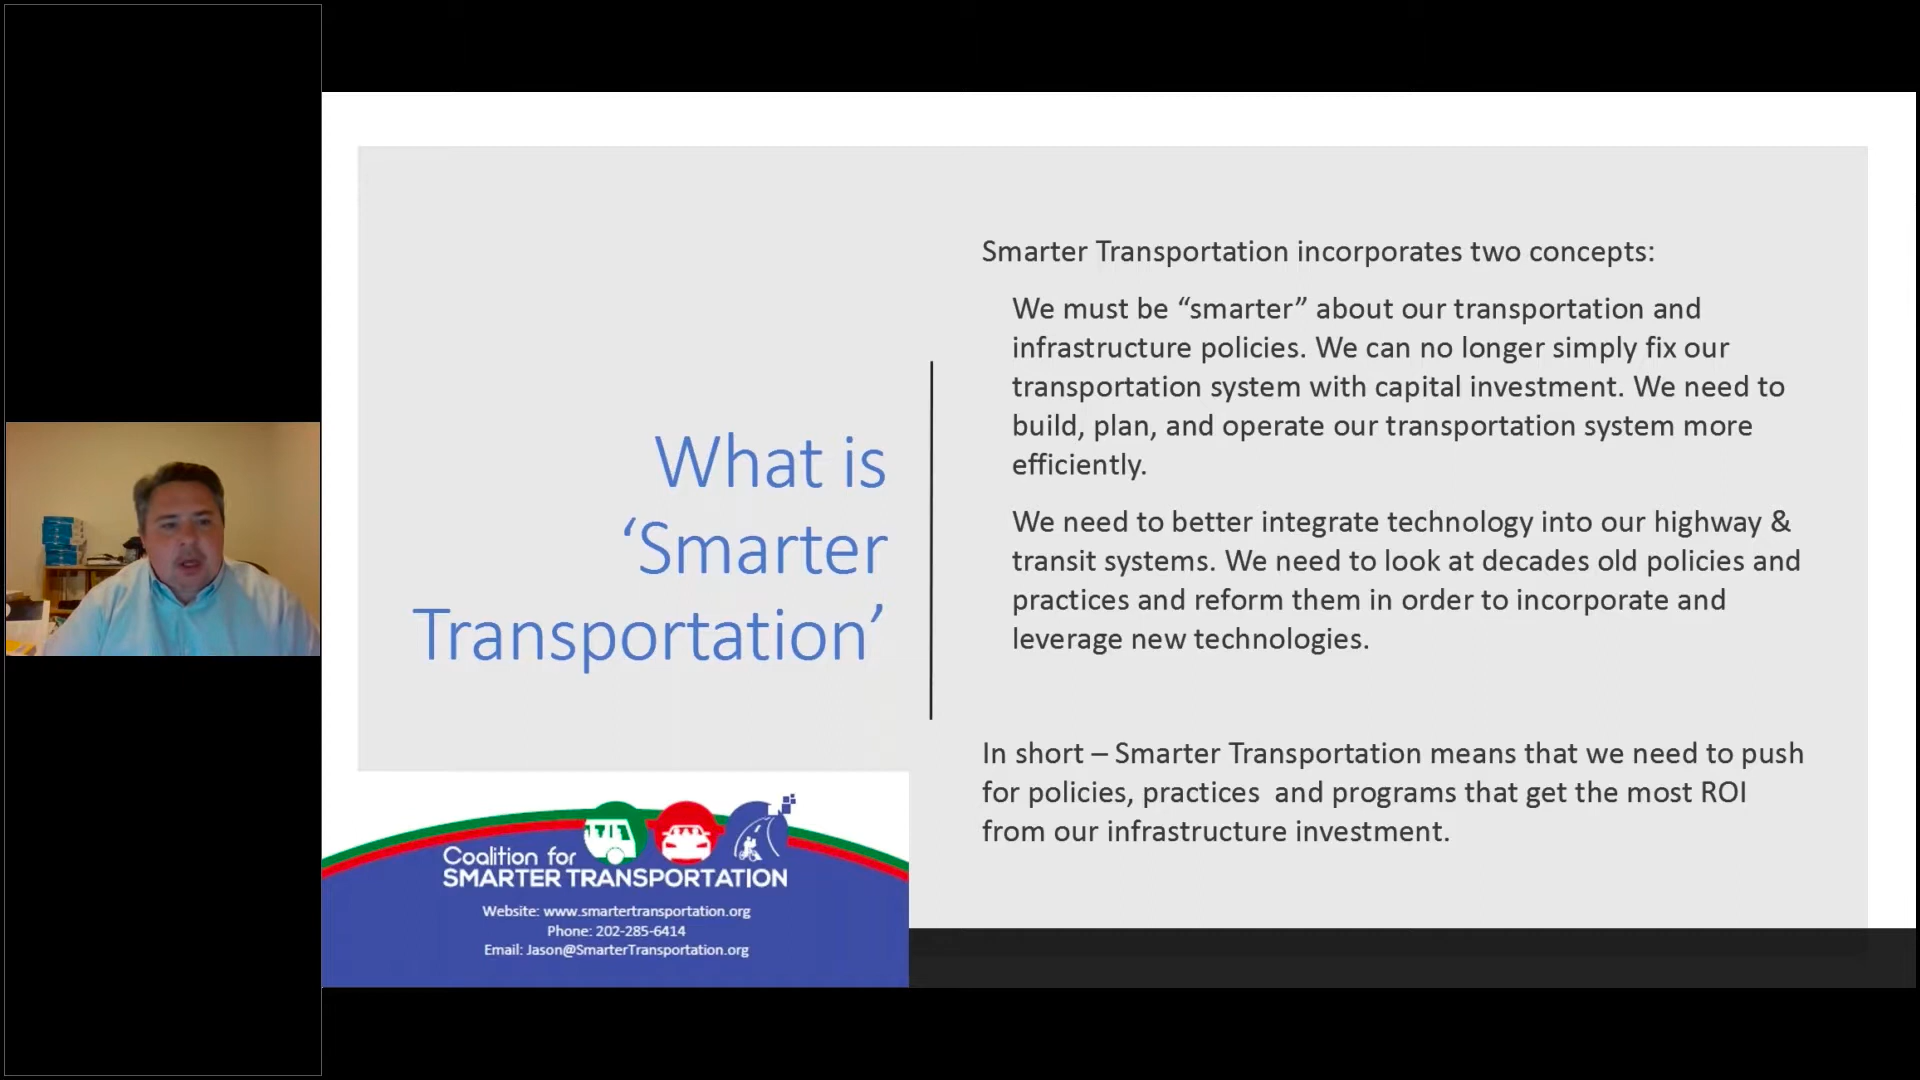 What is
‘Smarter
Transportation’
Smarter Transportation incorporates two concepts:
We must be “smarter” about our transportation and
infrastructure policies. We can no longer simply fix our
transportation system with capital investment. We need to
build, plan, and operate our transportation system more
efficiently.
We need to better integrate technology into our highway &
transit systems. We need to look at decades old policies and
practices and reform them in order to incorporate and
leverage new technologies.
In short – Smarter Transportation means that we need to push
for policies, practices  and programs that get the most ROI
from our infrastructure investment.
Coalition for
SMARTER TRANSPORTATION
Website: www.smartertransportation.org
Phone: 202-285-6414
Email: Jason@SmarterTransportation.org